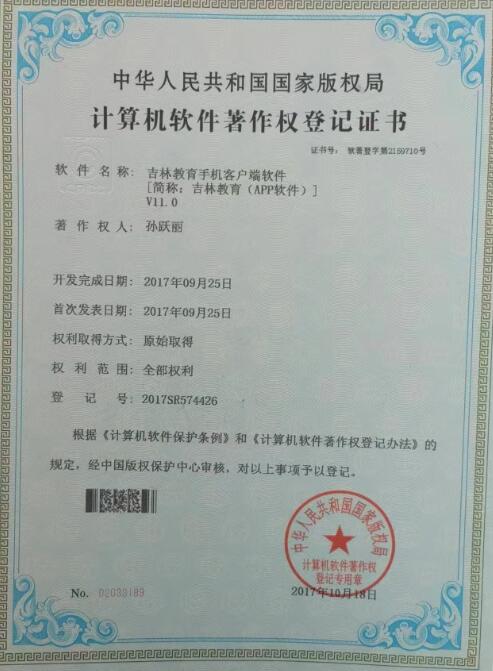 中华人民共和国国家版权局
计算机软件著作权登记证书
证书号： 软著登字第2159710号
软件名称： 吉林教育手机客户端软件
[简称：吉林教育（APP软件）]
V11.0
著作权人： 孙跃丽
开发完成日期： 2017年09月25日
首次发表日期： 2017年09月25日
权利取得方式： 原始取得
权利范围： 全部权利
登记号： 2017SR574426
根据《计算机软件保护条例》和《计算机软件著作权登记办法》的
规定，经中国版权保护中心审核，对以上事项予以登记。
中华人民共和国国家版权局
计算机软件著作权
登记专用章
No. 02033189
2017年10月18日